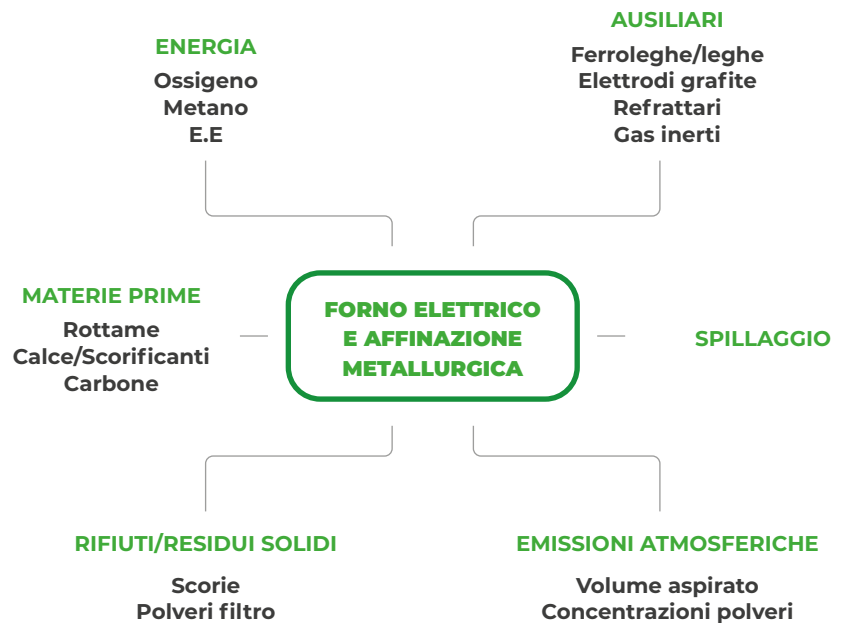 ENERGIA
Ossigeno
Metano
E.E
AUSILIARI
Ferroleghe/leghe
Elettrodi grafite
Refrattari
Gas inerti
MATERIE PRIME
Rottame
Calce/Scorificanti
Carbone
FORNO ELETTRICO
E AFFINAZIONE
METALLURGICA
SPILLAGGIO
RIFIUTI/RESIDUI SOLIDI
Scorie
Polveri filtro
EMISSIONI ATMOSFERICHE
Volume aspirato
Concentrazioni polveri